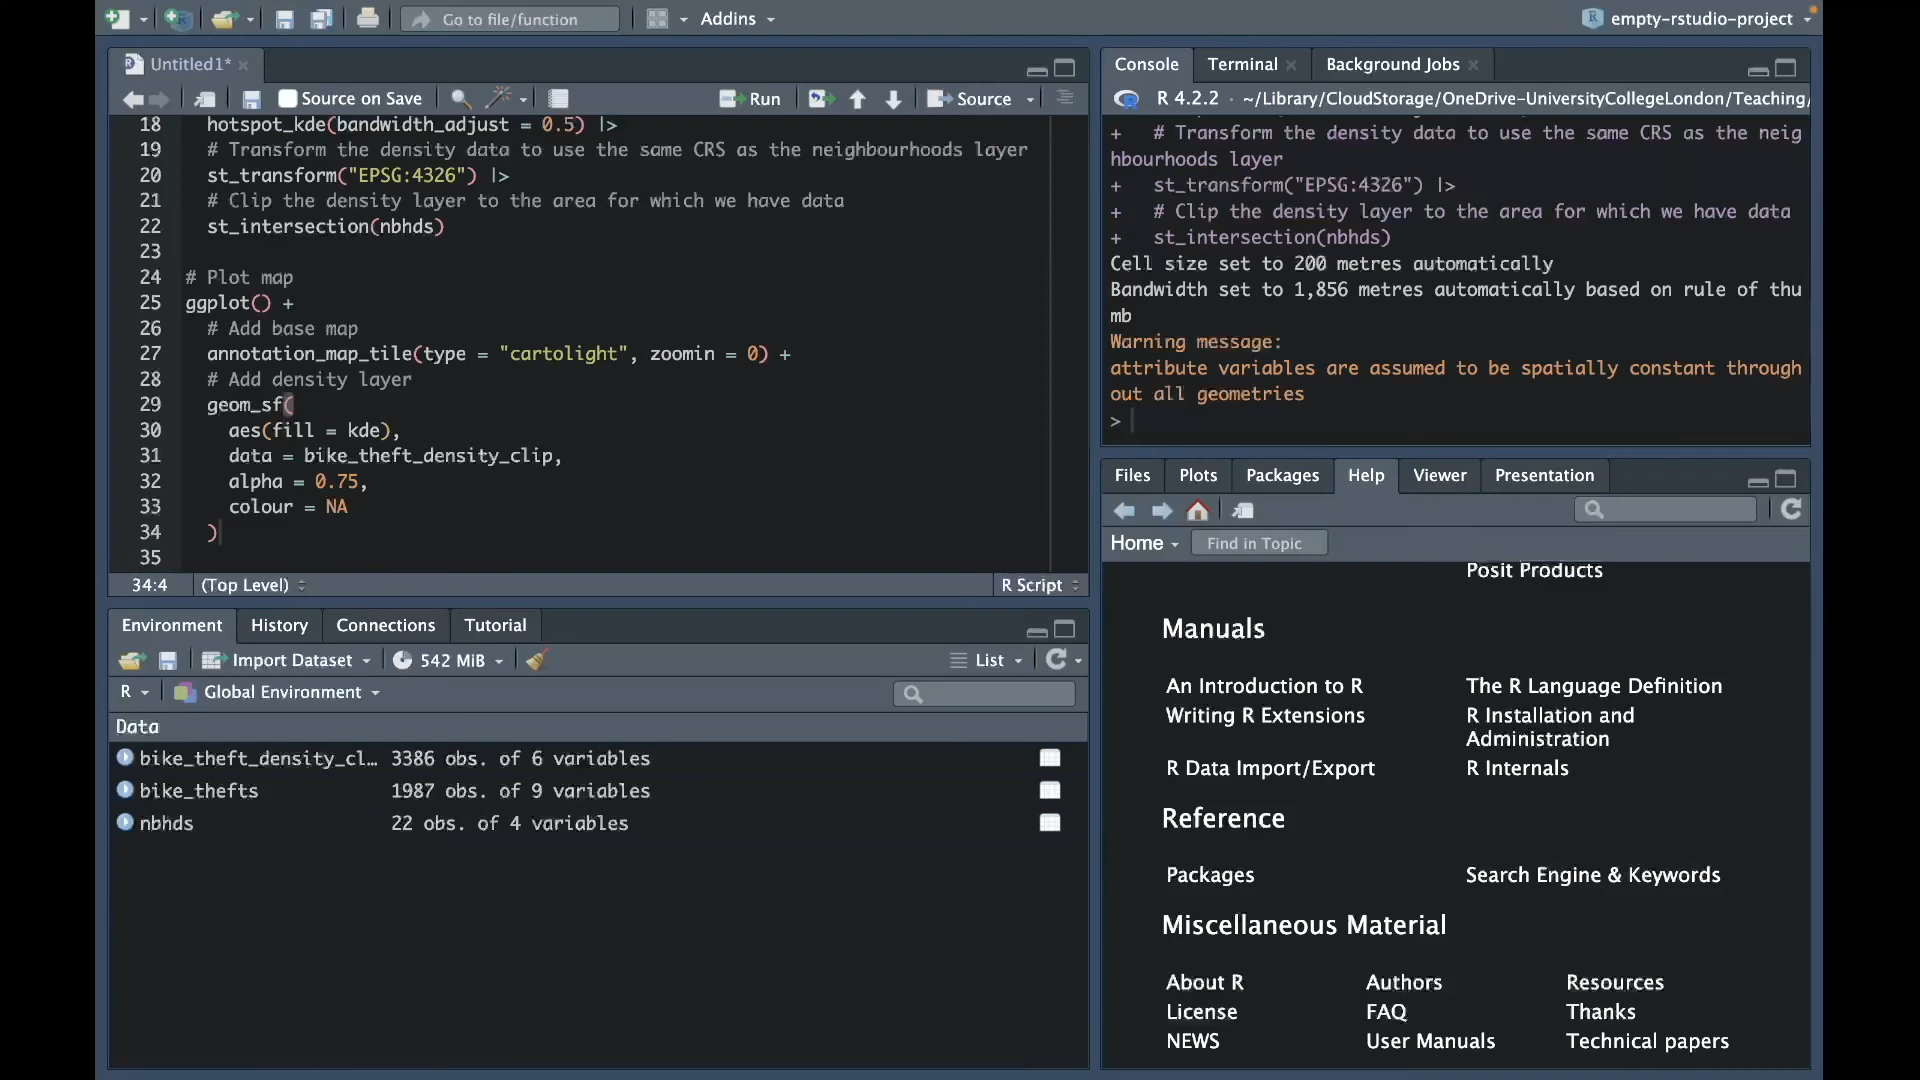 Go to file/function
Addins
empty-rstudio-project
Untitled1*
Source on Save
Run
Source
18 hotspot_kde(bandwidth_adjust = 0.5) |>
19 # Transform the density data to use the same CRS as the neighbourhoods layer
20 st_transform("EPSG:4326") |>
21 # Clip the density layer to the area for which we have data
22 st_intersection(nbhds)
23
24 # Plot map
25 ggplot() +
26 # Add base map
27 annotation_map_tile(type = "cartolight", zoomin = 0) +
28 # Add density layer
29 geom_sf(
30 aes(fill = kde),
31 data = bike_theft_density_clip,
32 alpha = 0.75,
33 colour = NA
34 )
35
34:4 (Top Level) R Script
Environment History Connections Tutorial
Import Dataset 542 MiB List
R Global Environment
Data
bike_theft_density_cl… 3386 obs. of 6 variables
bike_thefts 1987 obs. of 9 variables
nbhds 22 obs. of 4 variables
Console Terminal Background Jobs
R 4.2.2 · ~/Library/CloudStorage/OneDrive-UniversityCollegeLondon/Teaching/
+ # Transform the density data to use the same CRS as the neig
hbourhoods layer
+ st_transform("EPSG:4326") |>
+ # Clip the density layer to the area for which we have data
+ st_intersection(nbhds)
Cell size set to 200 metres automatically
Bandwidth set to 1,856 metres automatically based on rule of thu
mb
Warning message:
attribute variables are assumed to be spatially constant through
out all geometries
>
Files Plots Packages Help Viewer Presentation
Home Find in Topic
Posit Products
Manuals
An Introduction to R The R Language Definition
Writing R Extensions R Installation and
Administration
R Data Import/Export R Internals
Reference
Packages Search Engine & Keywords
Miscellaneous Material
About R Authors Resources
License FAQ Thanks
NEWS User Manuals Technical papers